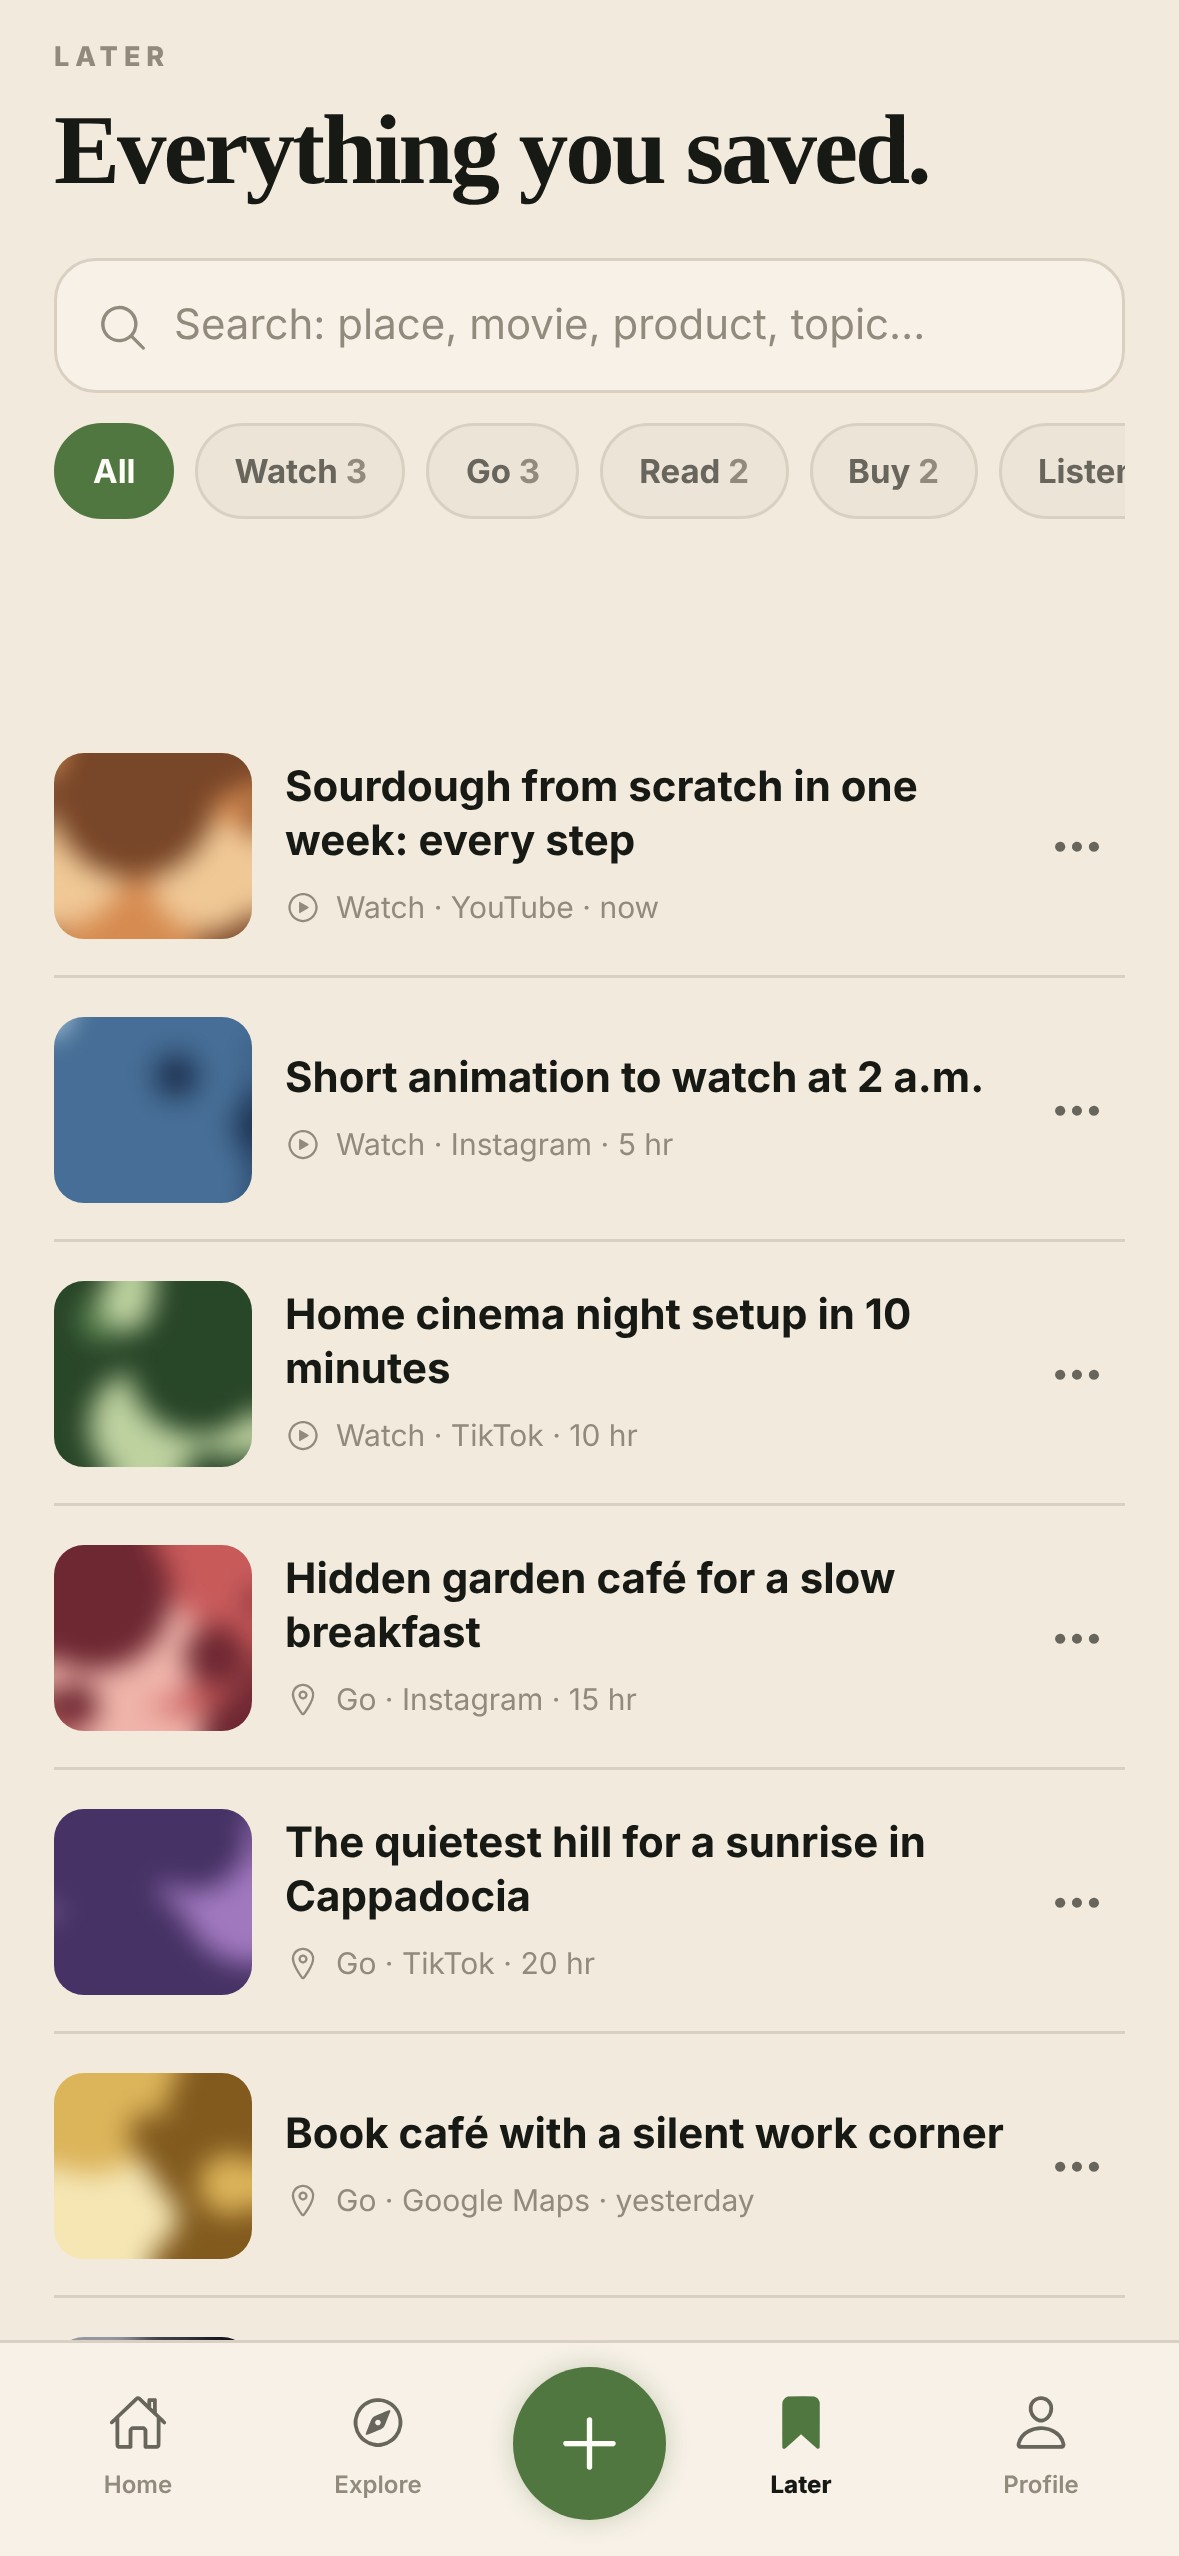 LATER
Everything you saved.
Search: place, movie, product, topic...
All
Watch 3
Go 3
Read 2
Buy 2
Sourdough from scratch in one
week: every step
Watch · YouTube · now
Short animation to watch at 2 a.m.
Watch · Instagram · 5 hr
Home cinema night setup in 10
minutes
Watch · TikTok · 10 hr
Hidden garden café for a slow
breakfast
Go · Instagram · 15 hr
The quietest hill for a sunrise in
Cappadocia
Go · TikTok · 20 hr
Book café with a silent work corner
Go · Google Maps · yesterday
Home
Explore
Later
Profile